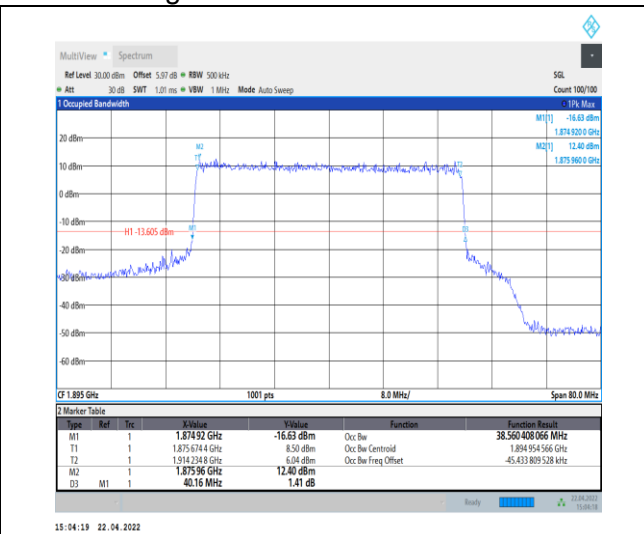 MultiView Spectrum
Ref Level 30.00 dBm Offset 5.97 dB RBW 500 kHz SGL
Att 30 dB SWT 1.01 ms VBW 1 MHz Mode Auto Sweep Count 100/100
1 Occupied Bandwidth 1Pk Max
M1[1] -16.63 dBm
1.874 920 0 GHz
M2[1] 12.40 dBm
1.875 960 0 GHz
20 dBm
M2
T1
T2
10 dBm
0 dBm
-10 dBm
H1 -13.605 dBm
M1
D3
-20 dBm
-30 dBm
-40 dBm
-50 dBm
-60 dBm
CF 1.895 GHz 1001 pts 8.0 MHz/ Span 80.0 MHz
2 Marker Table
Type Ref Trc X-Value Y-Value Function Function Result
M1 1 1.874 92 GHz -16.63 dBm Occ Bw 38.560 408 066 MHz
T1 1 1.875 674 4 GHz 8.50 dBm Occ Bw Centroid 1.894 954 566 GHz
T2 1 1.914 234 8 GHz 6.04 dBm Occ Bw Freq Offset -45.433 809 528 kHz
M2 1 1.875 96 GHz 12.40 dBm
D3 M1 1 40.16 MHz 1.41 dB
Ready 22.04.2022
15:04:18
15:04:19 22.04.2022